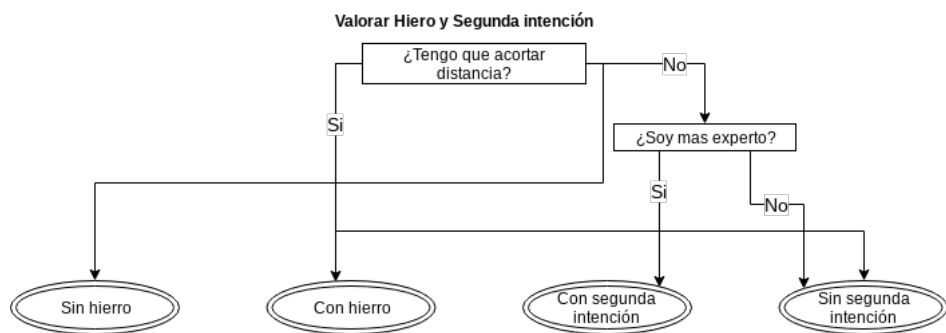 Valorar Hiero y Segunda intención
¿Tengo que acortar
distancia?
No
Si
¿Soy mas experto?
Si
No
Sin hierro
Con hierro
Con segunda
intención
Sin segunda
intención